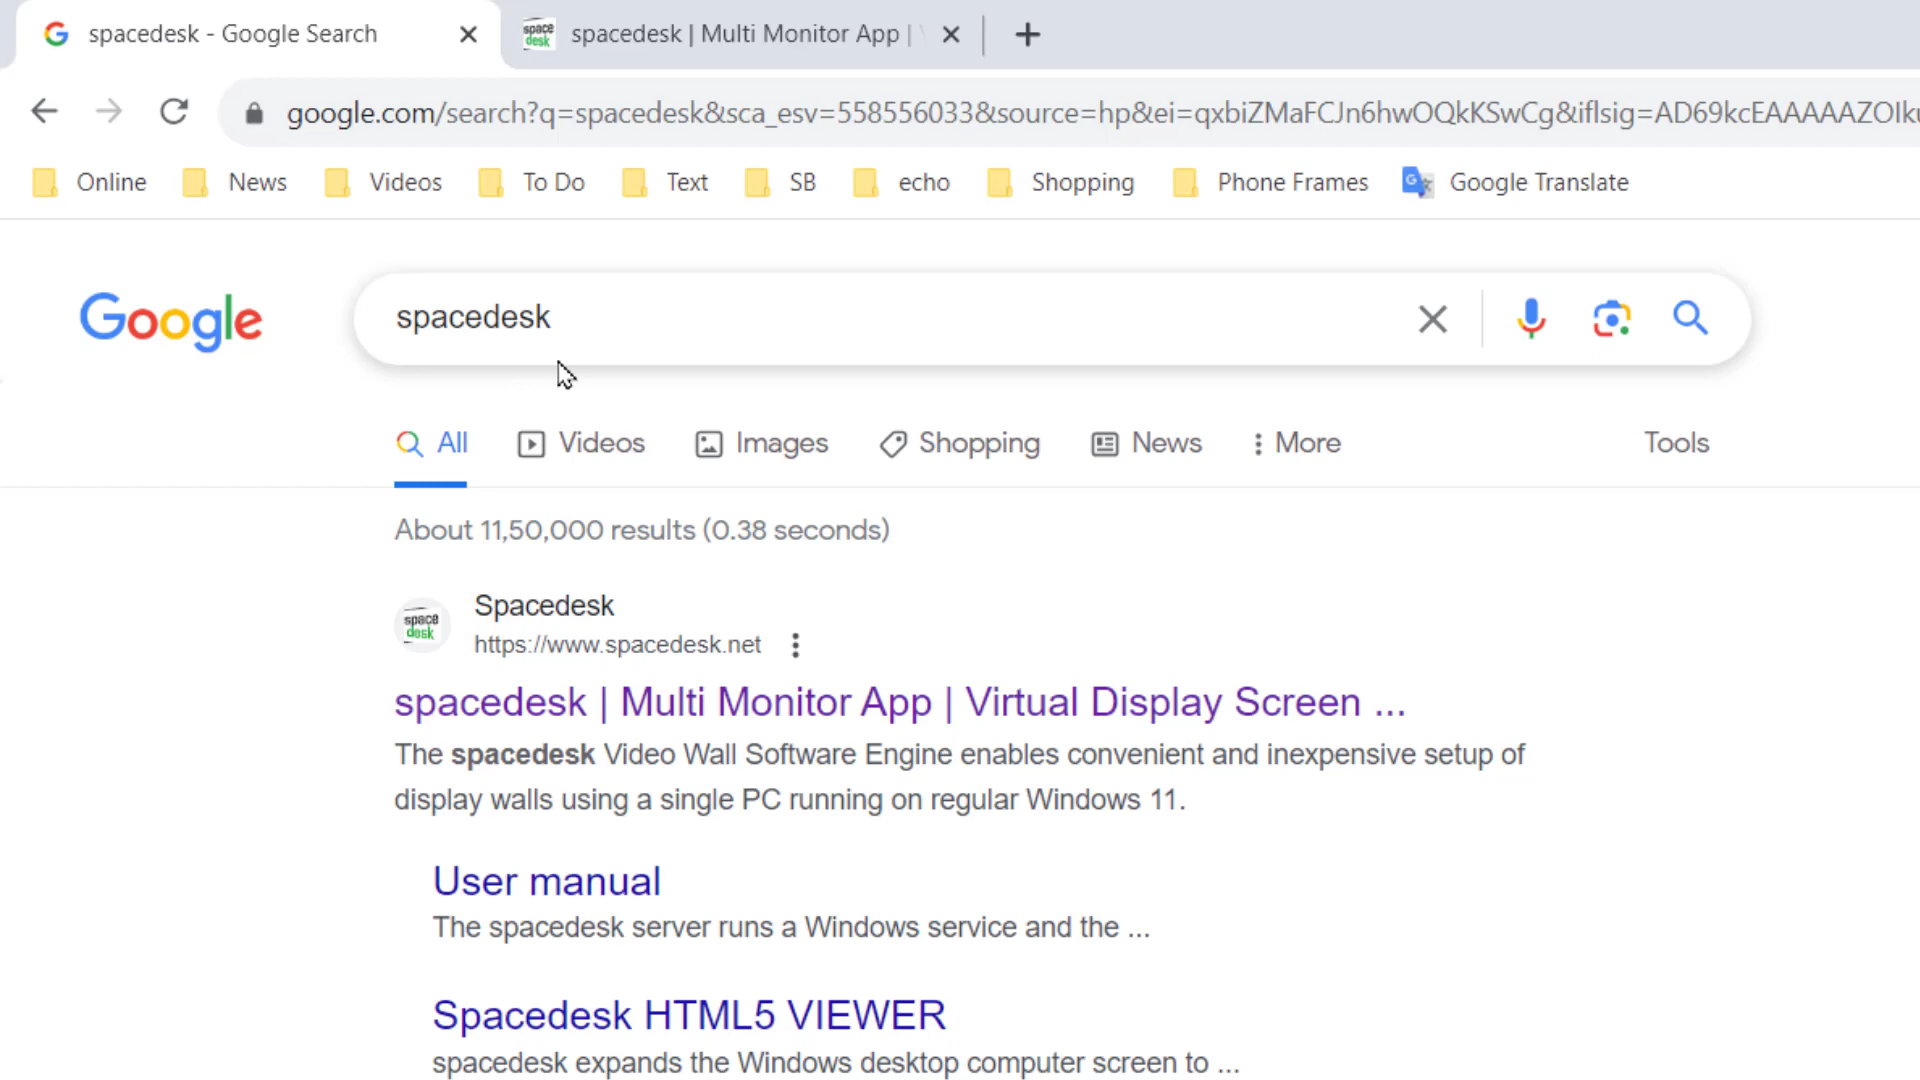 spacedesk - Google Search
space desk spacedesk | Multi Monitor App |
google.com/search?q=spacedesk&sca_esv=558556033&source=hp&ei=qxbiZMaFCJn6hwOQkKSwCg&iflsig=AD69kcEAAAAAZOIku
Online News Videos To Do Text SB echo Shopping Phone Frames Google Translate
Google spacedesk
All Videos Images Shopping News More Tools
About 11,50,000 results (0.38 seconds)
space desk
Spacedesk
https://www.spacedesk.net
spacedesk | Multi Monitor App | Virtual Display Screen ...
The spacedesk Video Wall Software Engine enables convenient and inexpensive setup of
display walls using a single PC running on regular Windows 11.
User manual
The spacedesk server runs a Windows service and the ...
Spacedesk HTML5 VIEWER
spacedesk expands the Windows desktop computer screen to ...